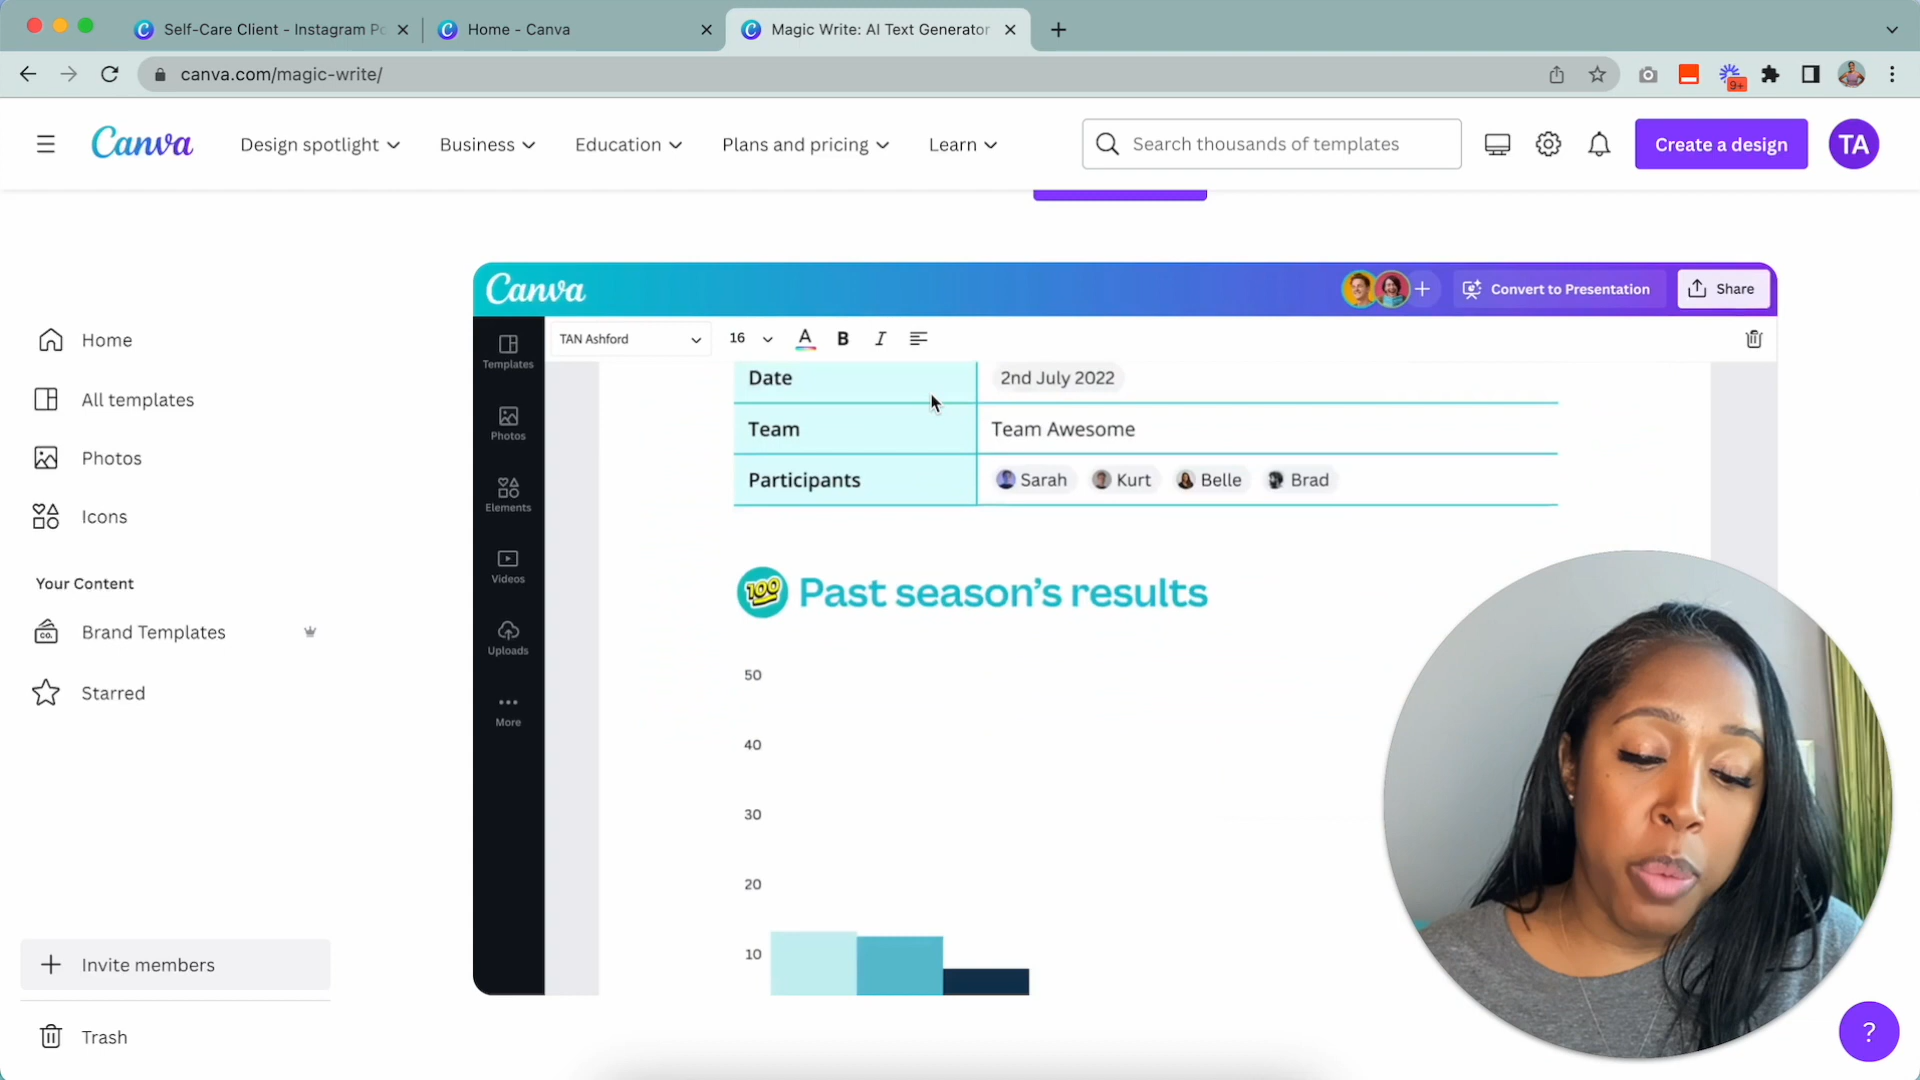 Self-Care Client - Instagram Po
Home - Canva
Magic Write: AI Text Generator
canva.com/magic-write/
9+
Canva
Design spotlight
Business
Education
Plans and pricing
Learn
Search thousands of templates
Create a design
TA
Home
All templates
Photos
Icons
Your Content
Brand Templates
Starred
Invite members
Trash
Canva
Convert to Presentation
Share
TAN Ashford
16
A
B
I
Templates
Photos
Elements
Videos
Uploads
More
Date
2nd July 2022
Team
Team Awesome
Participants
Sarah
Kurt
Belle
Brad
100
Past season's results
50
40
30
20
10
CO.
?